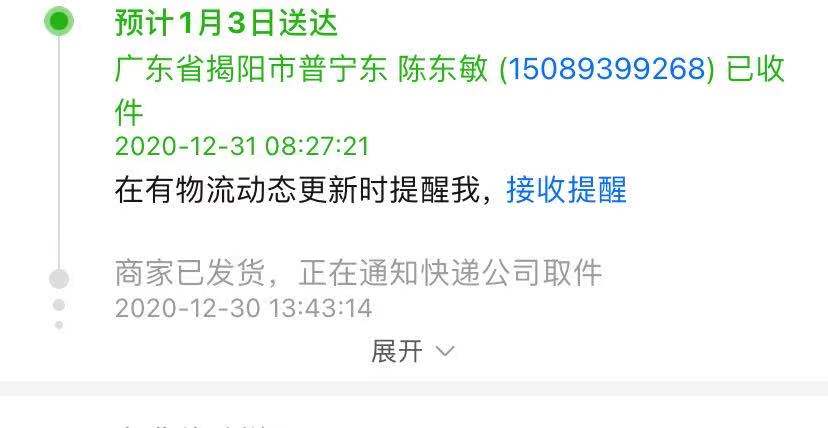 预计1月3日送达
广东省揭阳市普宁东 陈东敏 (15089399268) 已收
件
2020-12-31 08:27:21
在有物流动态更新时提醒我，接收提醒
商家已发货，正在通知快递公司取件
2020-12-30 13:43:14
展开